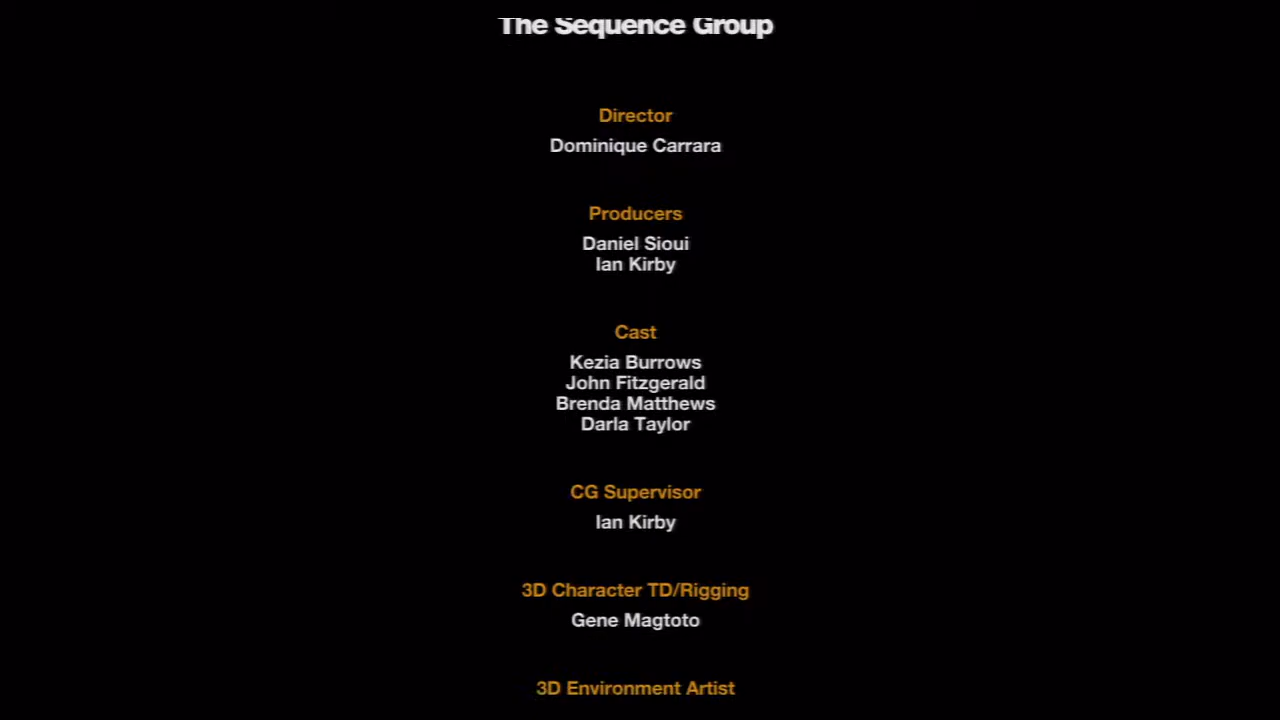 The Sequence Group
Director
Dominique Carrara
Producers
Daniel Sioui
Ian Kirby
Cast
Kezia Burrows
John Fitzgerald
Brenda Matthews
Darla Taylor
CG Supervisor
Ian Kirby
3D Character TD/Rigging
Gene Magtoto
3D Environment Artist